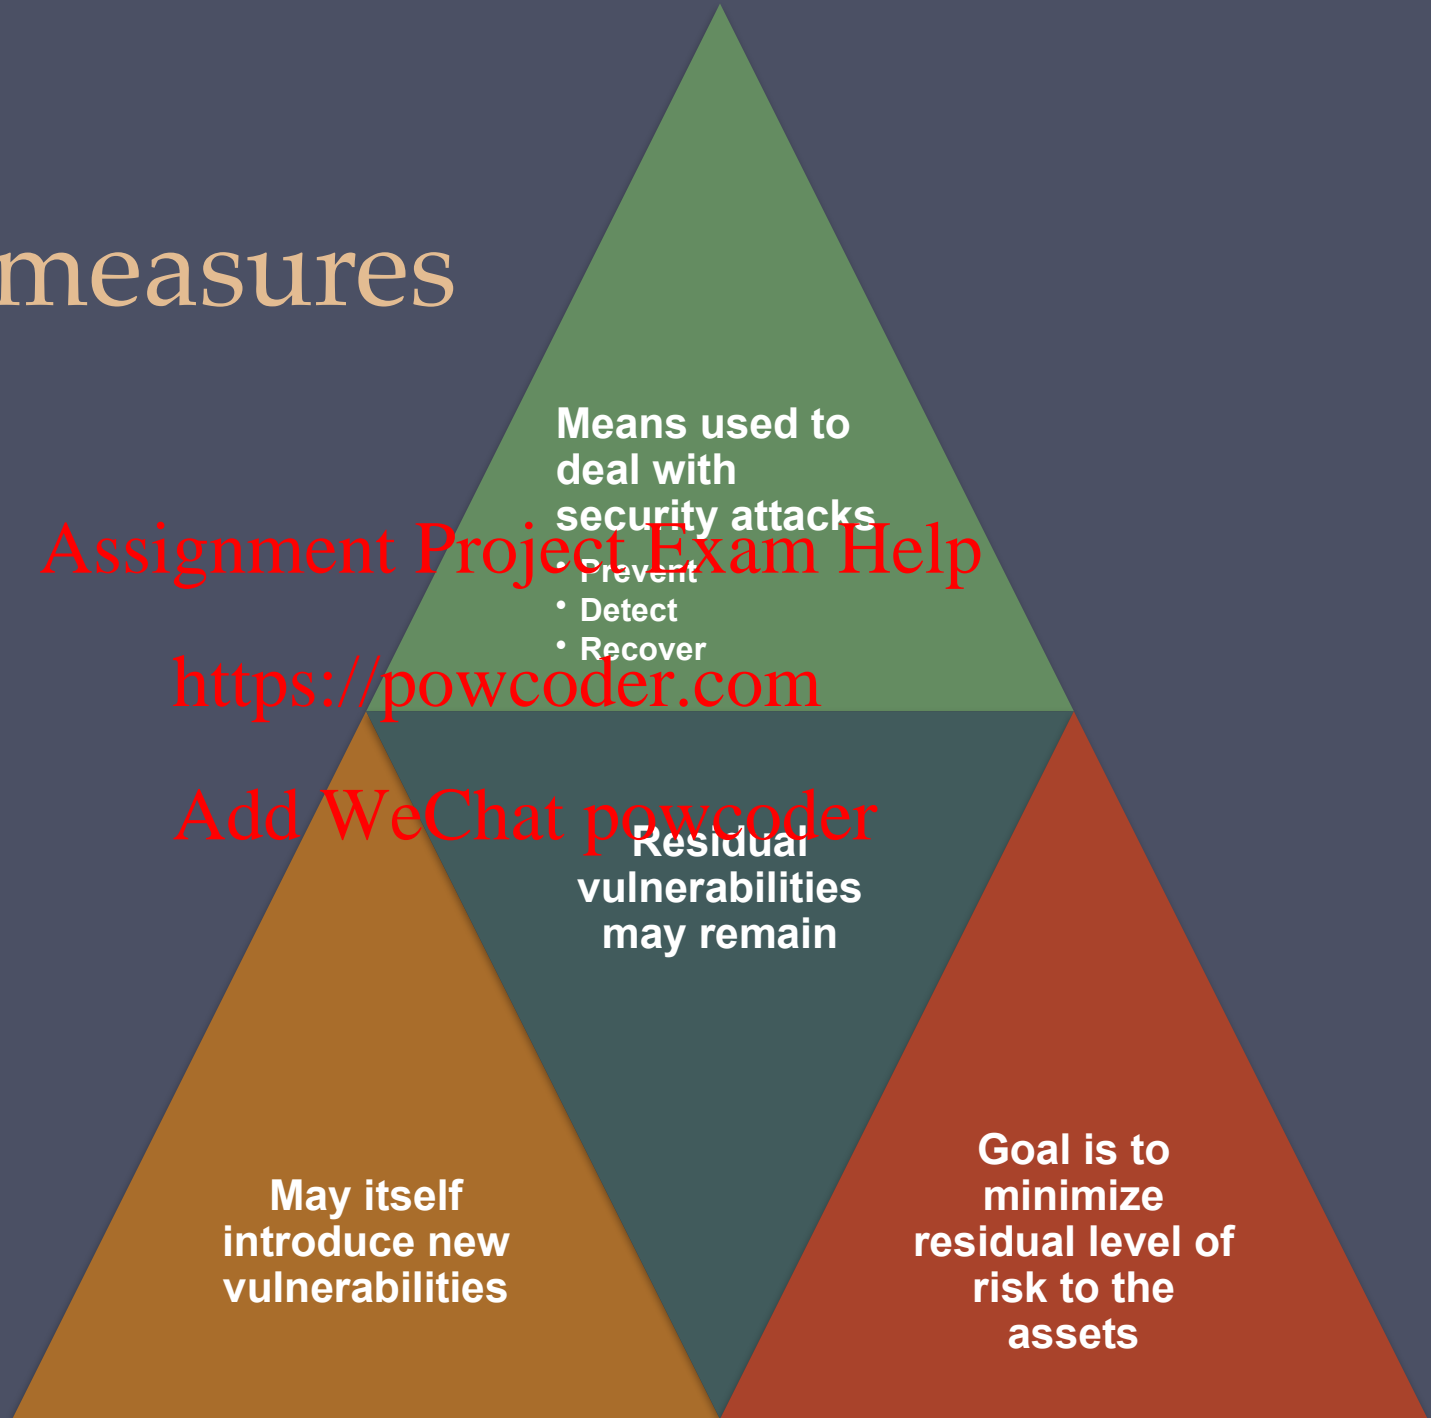 measures
Means used to
deal with
security attacks
• Prevent
• Detect
• Recover
Assignment Project Exam Help
https://powcoder.com
Add WeChat powcoder
Residual
vulnerabilities
may remain
May itself
introduce new
vulnerabilities
Goal is to
minimize
residual level of
risk to the
assets